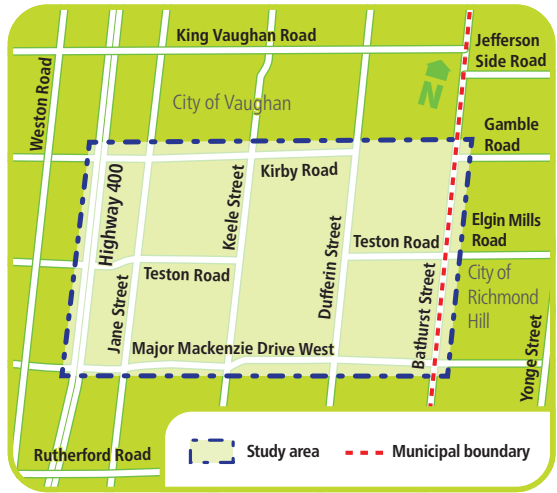 King Vaughan Road
Jefferson
Side Road
Weston Road
City of Vaughan
N
Gamble
Road
Highway 400
Kirby Road
Keele Street
Elgin Mills
Road
Teston Road
Dufferin Street
Teston Road
City of
Richmond
Hill
Jane Street
Bathurst Street
Major Mackenzie Drive West
Yonge Street
Rutherford Road
Study area
Municipal boundary